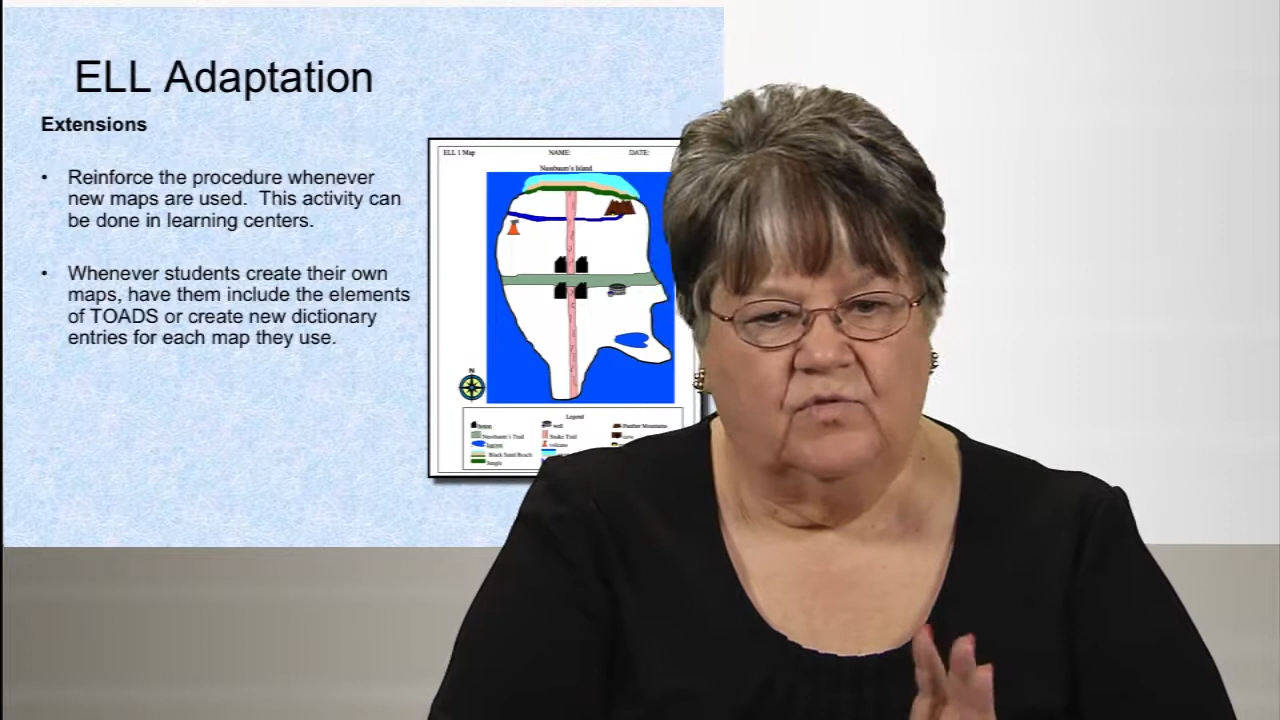 ELL Adaptation
Extensions
• Reinforce the procedure whenever
new maps are used. This activity can
be done in learning centers.
• Whenever students create their own
maps, have them include the elements
of TOADS or create new dictionary
entries for each map they use.
ELL 1 Map NAME: DATE:
Nussbaum's Island
N
Legend
well Panther Mountains
Nussbaum's Trail Snake Trail cave
lagoon volcano
Black Sand Beach
Jungle